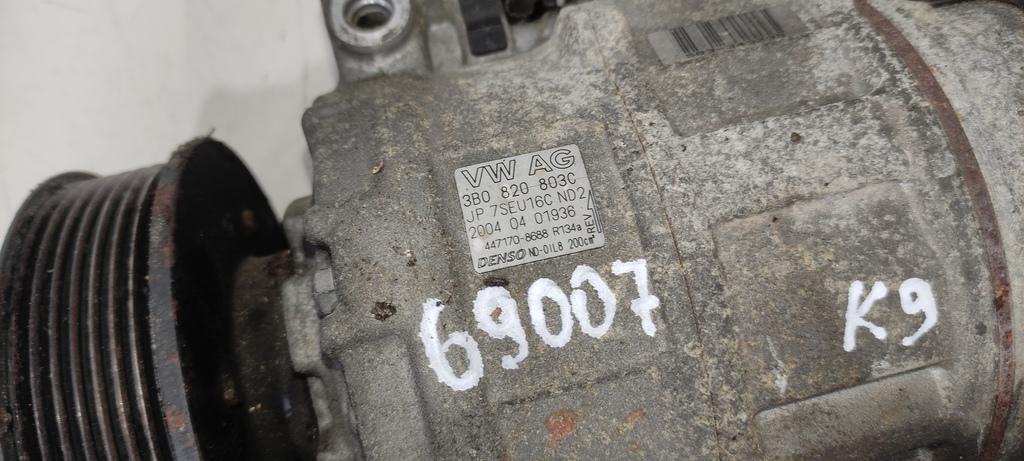 VW AG
3B0 820 803C
JP 7SEU16C ND2
2004 04 01936
447170-8688 R134a
DENSO ND-OIL8 200cm³
REV
69007
K9